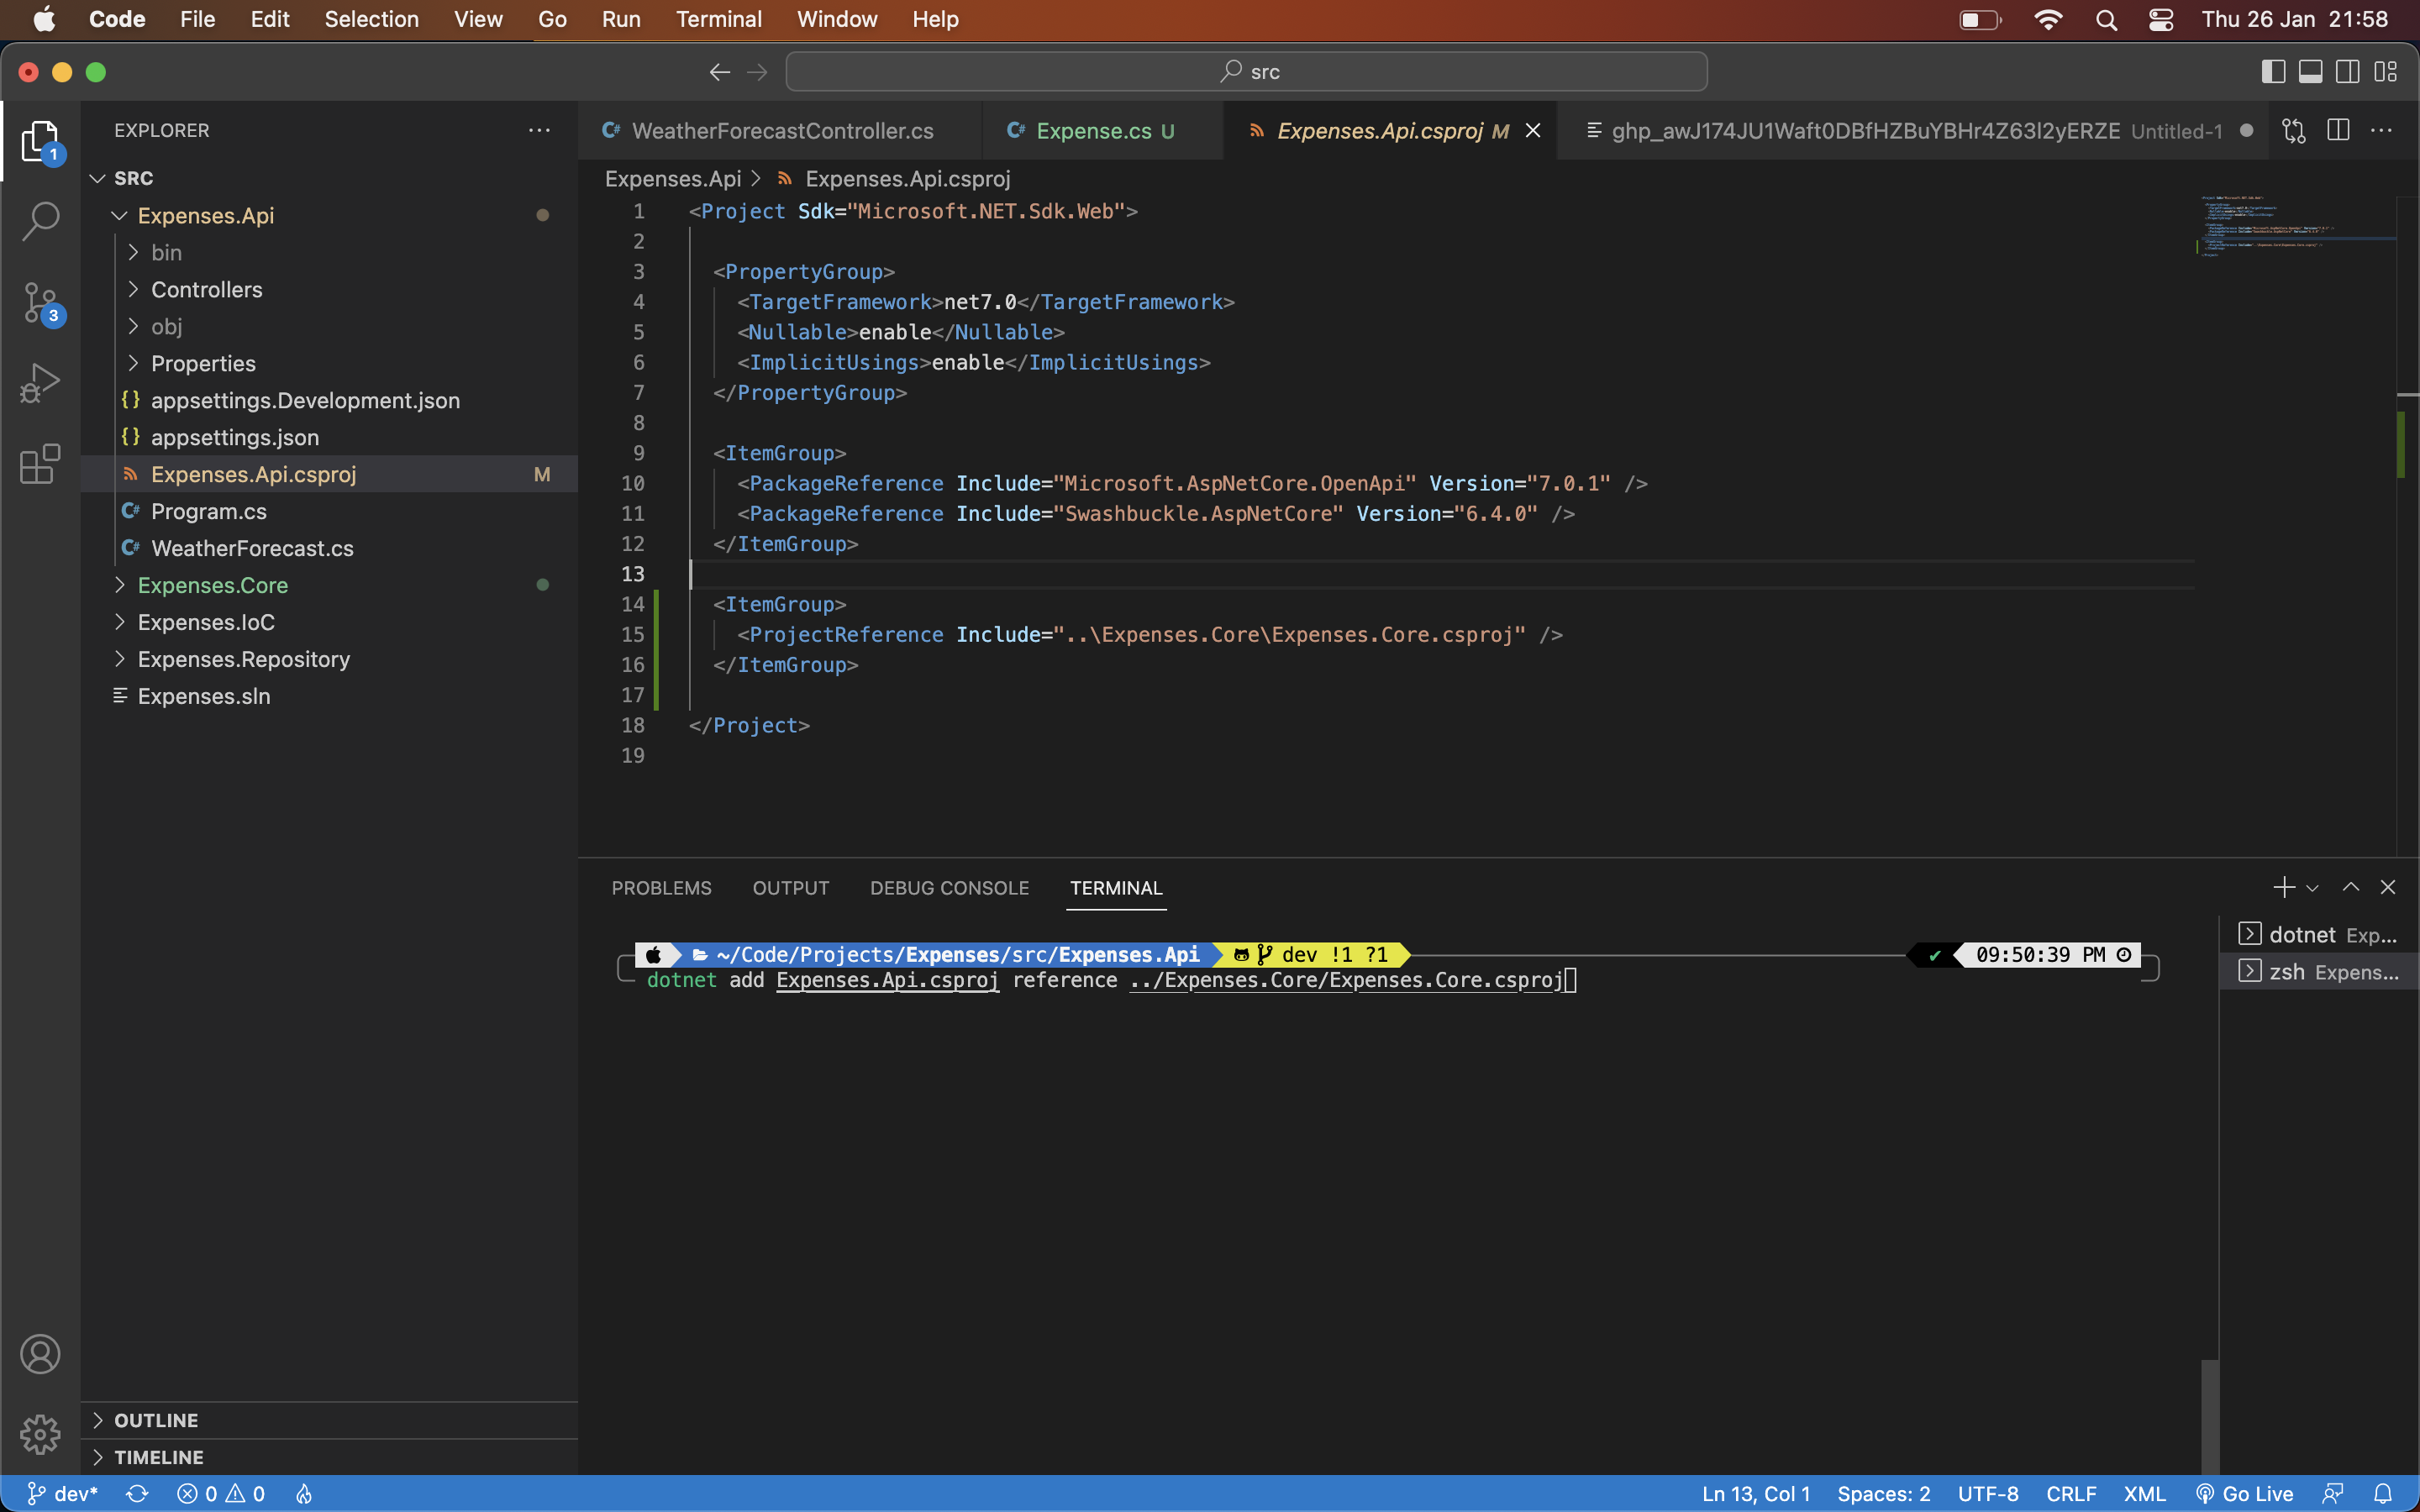 Code File Edit Selection View Go Run Terminal Window Help Thu 26 Jan 21:58
src
EXPLORER
WeatherForecastController.cs Expense.cs U Expenses.Api.csproj M 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 Untitled-1
1
3
SRC
Expenses.Api
bin
Controllers
obj
Properties
{} appsettings.Development.json
{} appsettings.json
Expenses.Api.csproj M
C# Program.cs
C# WeatherForecast.cs
Expenses.Core
Expenses.IoC
Expenses.Repository
Expenses.sln
OUTLINE
TIMELINE
Expenses.Api > Expenses.Api.csproj
1 <Project Sdk="Microsoft.NET.Sdk.Web">
2
3 <PropertyGroup>
4 <TargetFramework>net7.0</TargetFramework>
5 <Nullable>enable</Nullable>
6 <ImplicitUsings>enable</ImplicitUsings>
7 </PropertyGroup>
8
9 <ItemGroup>
10 <PackageReference Include="Microsoft.AspNetCore.OpenApi" Version="7.0.1" />
11 <PackageReference Include="Swashbuckle.AspNetCore" Version="6.4.0" />
12 </ItemGroup>
13
14 <ItemGroup>
15 <ProjectReference Include="..\Expenses.Core\Expenses.Core.csproj" />
16 </ItemGroup>
17
18 </Project>
19
PROBLEMS OUTPUT DEBUG CONSOLE TERMINAL
~/Code/Projects/Expenses/src/Expenses.Api dev !1 ?1 ✔ 09:50:39 PM
dotnet add Expenses.Api.csproj reference ../Expenses.Core/Expenses.Core.csproj
dotnet Exp...
zsh Expens...
dev* 0 0 Ln 13, Col 1 Spaces: 2 UTF-8 CRLF XML Go Live